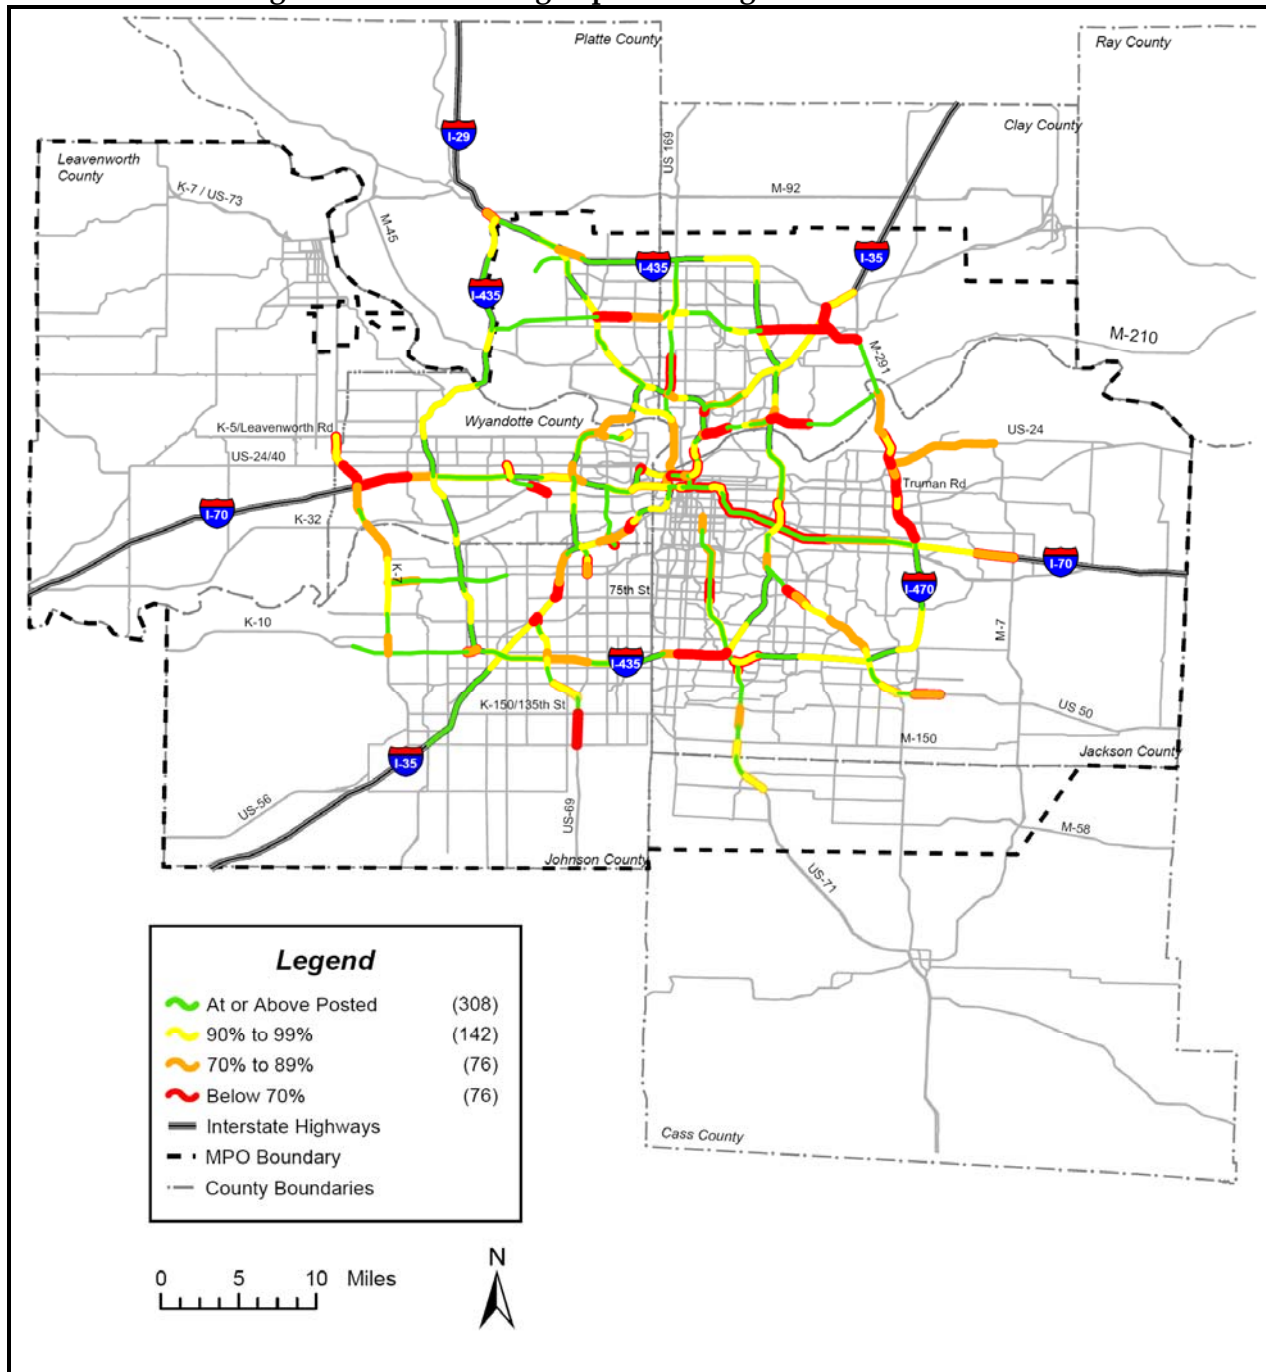 Platte County
Ray County
I-29
US 169
Clay County
Leavenworth
County
K-7 / US-73
M-92
M-45
I-35
I-435
I-435
M-210
M-291
Wyandotte County
K-5/Leavenworth Rd
US-24
US-24/40
Truman Rd
I-70
K-32
I-70
K-7
75th St
I-470
K-10
M-7
I-435
K-150/135th St
US 50
M-150
Jackson County
I-35
US-56
US-69
M-58
Johnson County
US-71
Legend
At or Above Posted (308)
90% to 99% (142)
70% to 89% (76)
Below 70% (76)
Interstate Highways
MPO Boundary
County Boundaries
Cass County
N
0 5 10 Miles